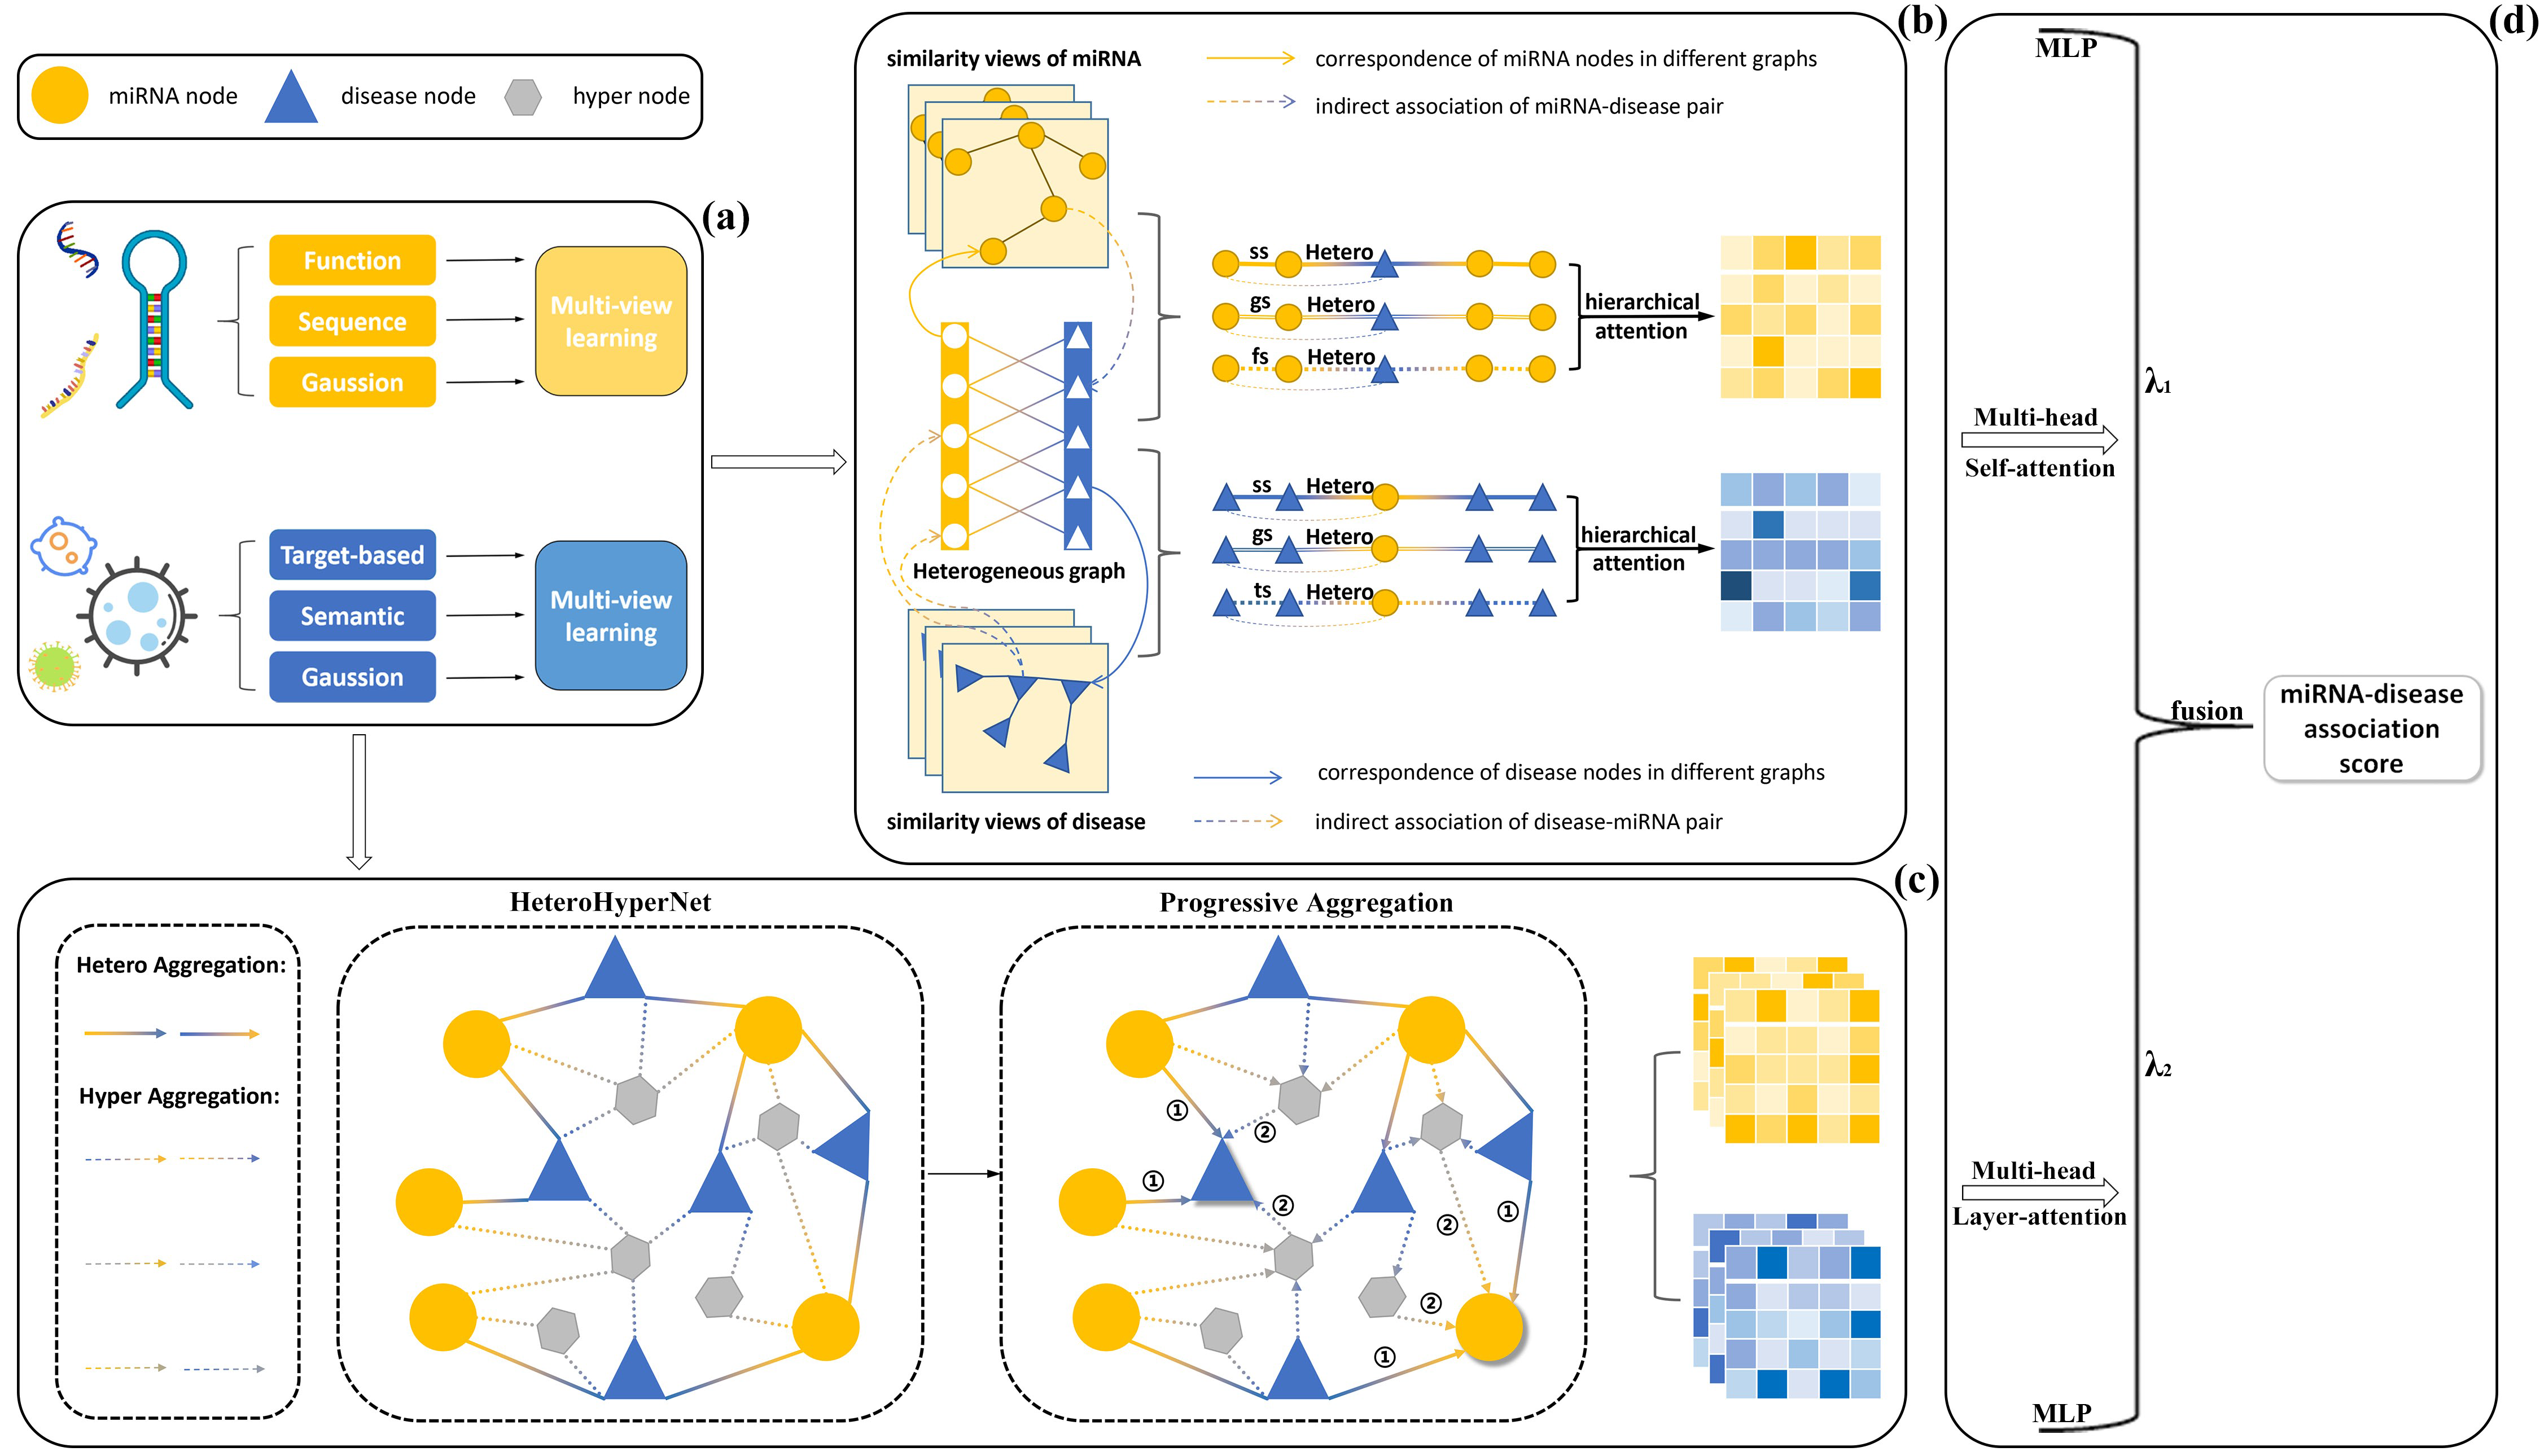 miRNA node
disease node
hyper node
(a)
Function
Sequence
Gaussion
Multi-view
learning
Target-based
Semantic
Gaussion
Multi-view
learning
(b)
similarity views of miRNA
correspondence of miRNA nodes in different graphs
indirect association of miRNA-disease pair
ss
Hetero
gs
Hetero
fs
Hetero
hierarchical
attention
Heterogeneous graph
ss
Hetero
gs
Hetero
ts
Hetero
hierarchical
attention
correspondence of disease nodes in different graphs
similarity views of disease
indirect association of disease-miRNA pair
(c)
Hetero Aggregation:
Hyper Aggregation:
HeteroHyperNet
Progressive Aggregation
①
②
①
②
②
①
②
①
(d)
MLP
λ1
Multi-head
Self-attention
fusion
miRNA-disease
association
score
λ2
Multi-head
Layer-attention
MLP